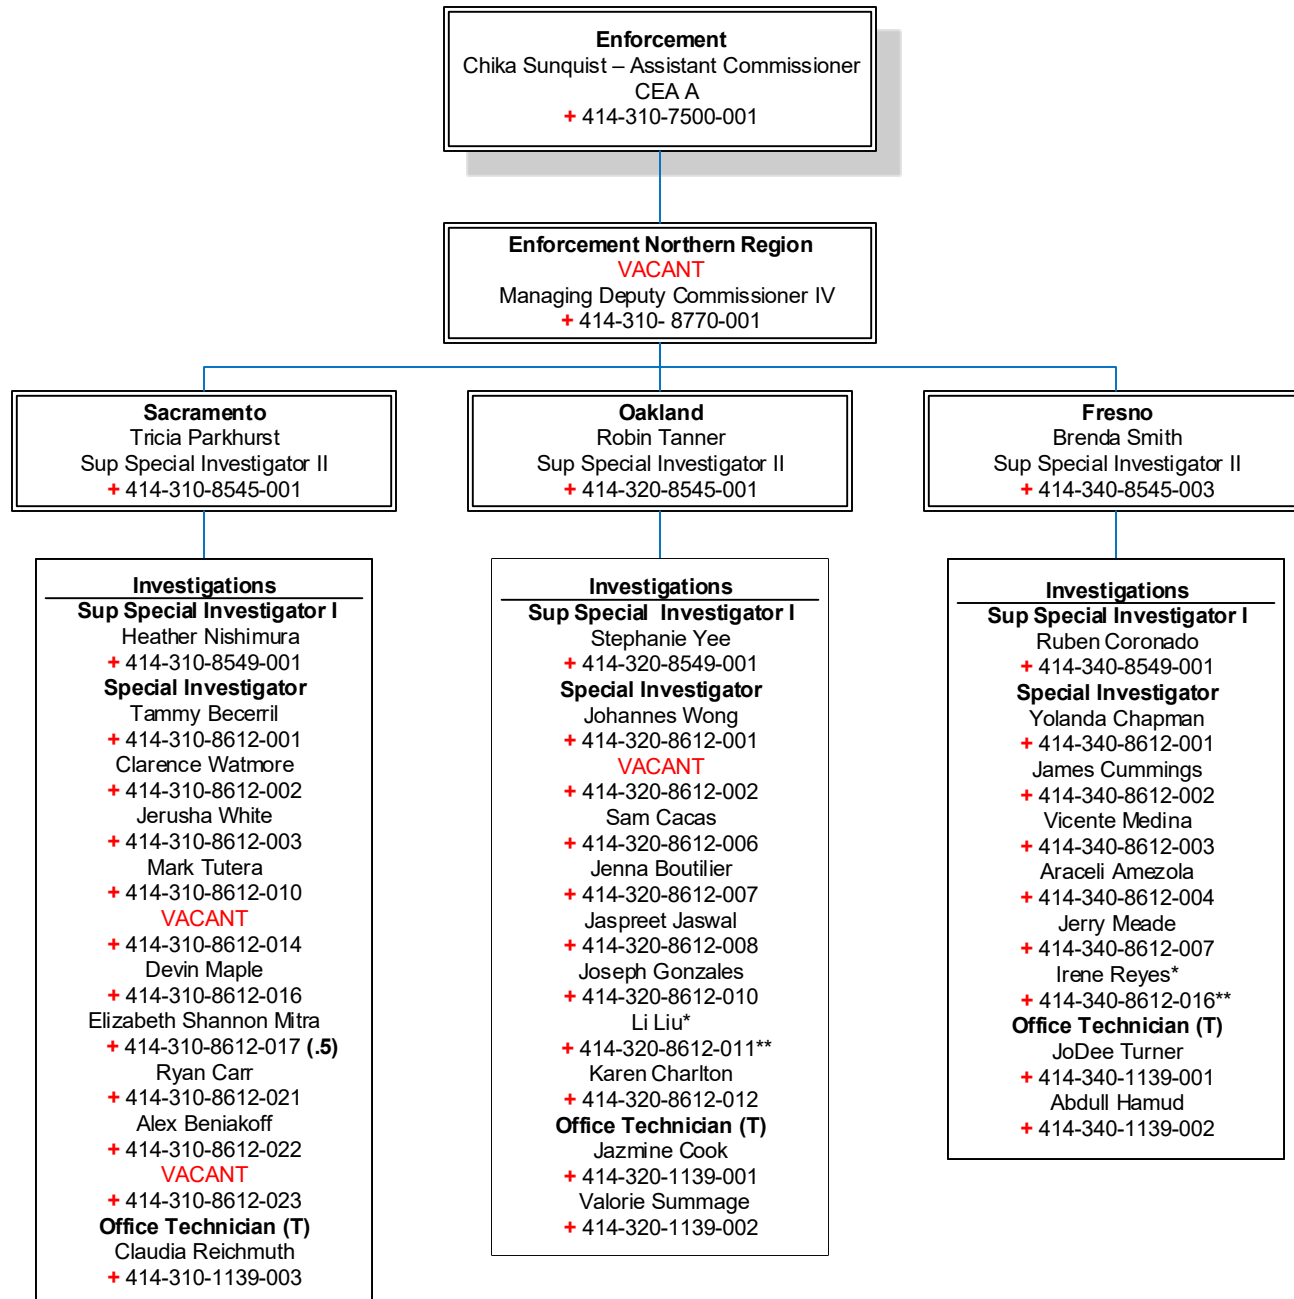 Enforcement
Chika Sunquist – Assistant Commissioner
CEA A
+ 414-310-7500-001
Enforcement Northern Region
VACANT
Managing Deputy Commissioner IV
+ 414-310- 8770-001
Sacramento
Tricia Parkhurst
Sup Special Investigator II
+ 414-310-8545-001
Oakland
Robin Tanner
Sup Special Investigator II
+ 414-320-8545-001
Fresno
Brenda Smith
Sup Special Investigator II
+ 414-340-8545-003
Investigations
Sup Special Investigator I
Heather Nishimura
+ 414-310-8549-001
Special Investigator
Tammy Becerril
+ 414-310-8612-001
Clarence Watmore
+ 414-310-8612-002
Jerusha White
+ 414-310-8612-003
Mark Tutera
+ 414-310-8612-010
VACANT
+ 414-310-8612-014
Devin Maple
+ 414-310-8612-016
Elizabeth Shannon Mitra
+ 414-310-8612-017 (.5)
Ryan Carr
+ 414-310-8612-021
Alex Beniakoff
+ 414-310-8612-022
VACANT
+ 414-310-8612-023
Office Technician (T)
Claudia Reichmuth
+ 414-310-1139-003
Investigations
Sup Special Investigator I
Stephanie Yee
+ 414-320-8549-001
Special Investigator
Johannes Wong
+ 414-320-8612-001
VACANT
+ 414-320-8612-002
Sam Cacas
+ 414-320-8612-006
Jenna Boutilier
+ 414-320-8612-007
Jaspreet Jaswal
+ 414-320-8612-008
Joseph Gonzales
+ 414-320-8612-010
Li Liu*
+ 414-320-8612-011**
Karen Charlton
+ 414-320-8612-012
Office Technician (T)
Jazmine Cook
+ 414-320-1139-001
Valorie Summage
+ 414-320-1139-002
Investigations
Sup Special Investigator I
Ruben Coronado
+ 414-340-8549-001
Special Investigator
Yolanda Chapman
+ 414-340-8612-001
James Cummings
+ 414-340-8612-002
Vicente Medina
+ 414-340-8612-003
Araceli Amezola
+ 414-340-8612-004
Jerry Meade
+ 414-340-8612-007
Irene Reyes*
+ 414-340-8612-016**
Office Technician (T)
JoDee Turner
+ 414-340-1139-001
Abdull Hamud
+ 414-340-1139-002